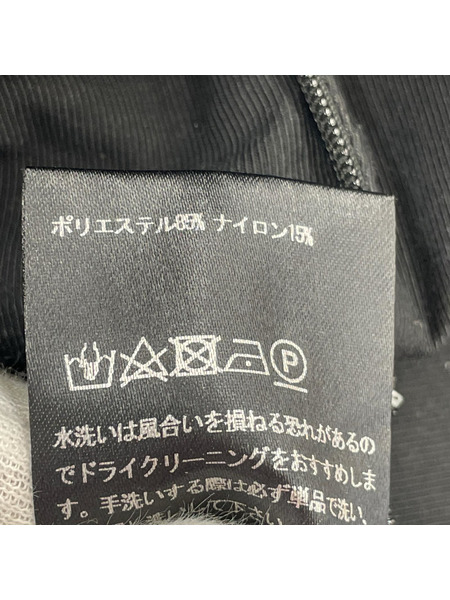 ポリエステル85% ナイロン15%
P
水洗いは風合いを損ねる恐れがあるの
でドライクリーニングをおすすめしま
す。手洗いする際は必ず単品で洗い、